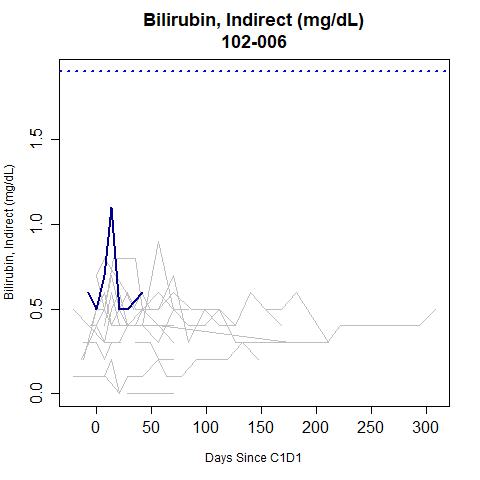 Bilirubin, Indirect (mg/dL)
102-006
Bilirubin, Indirect (mg/dL)
1.5
1.0
0.5
0.0
0 50 100 150 200 250 300
Days Since C1D1